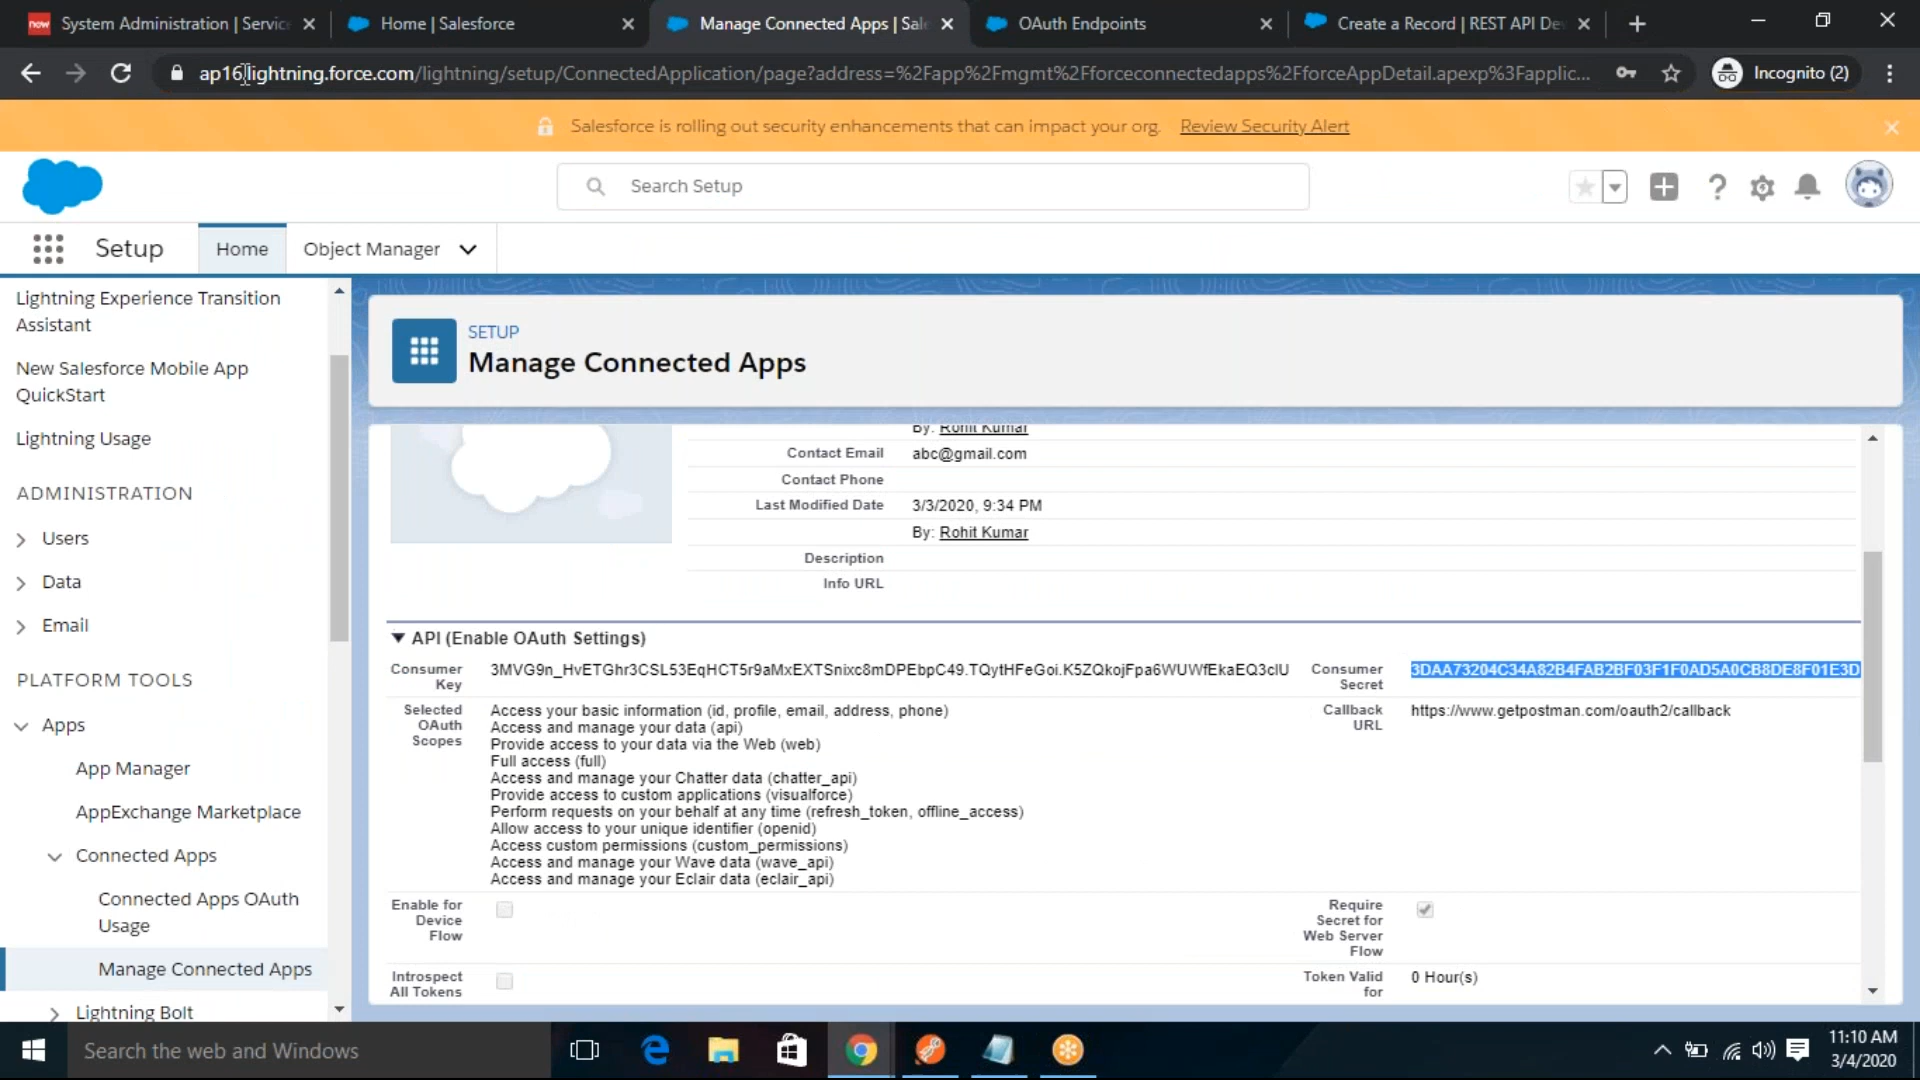 now System Administration | Servic
Home | Salesforce
Manage Connected Apps | Sal
OAuth Endpoints
Create a Record | REST API De
ap16.lightning.force.com/lightning/setup/ConnectedApplication/page?address=%2Fapp%2Fmgmt%2Fforceconnectedapps%2FforceAppDetail.apexp%3Fapplic...
Incognito (2)
Salesforce is rolling out security enhancements that can impact your org. Review Security Alert
Search Setup
Setup
Home
Object Manager
Lightning Experience Transition
Assistant
New Salesforce Mobile App
QuickStart
Lightning Usage
ADMINISTRATION
Users
Data
Email
PLATFORM TOOLS
Apps
App Manager
AppExchange Marketplace
Connected Apps
Connected Apps OAuth
Usage
Manage Connected Apps
Lightning Bolt
SETUP
Manage Connected Apps
By: Rohit Kumar
Contact Email abc@gmail.com
Contact Phone
Last Modified Date 3/3/2020, 9:34 PM
By: Rohit Kumar
Description
Info URL
API (Enable OAuth Settings)
Consumer
Key
3MVG9n_HvETGhr3CSL53EqHCT5r9aMxEXTSnixc8mDPEbpC49.TQytHFeGoi.K5ZQkojFpa6WUWfEkaEQ3clU
Consumer
Secret
3DAA73204C34A82B4FAB2BF03F1F0AD5A0CB8DE8F01E3D
Selected
OAuth
Scopes
Access your basic information (id, profile, email, address, phone)
Access and manage your data (api)
Provide access to your data via the Web (web)
Full access (full)
Access and manage your Chatter data (chatter_api)
Provide access to custom applications (visualforce)
Perform requests on your behalf at any time (refresh_token, offline_access)
Allow access to your unique identifier (openid)
Access custom permissions (custom_permissions)
Access and manage your Wave data (wave_api)
Access and manage your Eclair data (eclair_api)
Callback
URL
https://www.getpostman.com/oauth2/callback
Enable for
Device
Flow
Require
Secret for
Web Server
Flow
Introspect
All Tokens
Token Valid
for
0 Hour(s)
Search the web and Windows
11:10 AM
3/4/2020